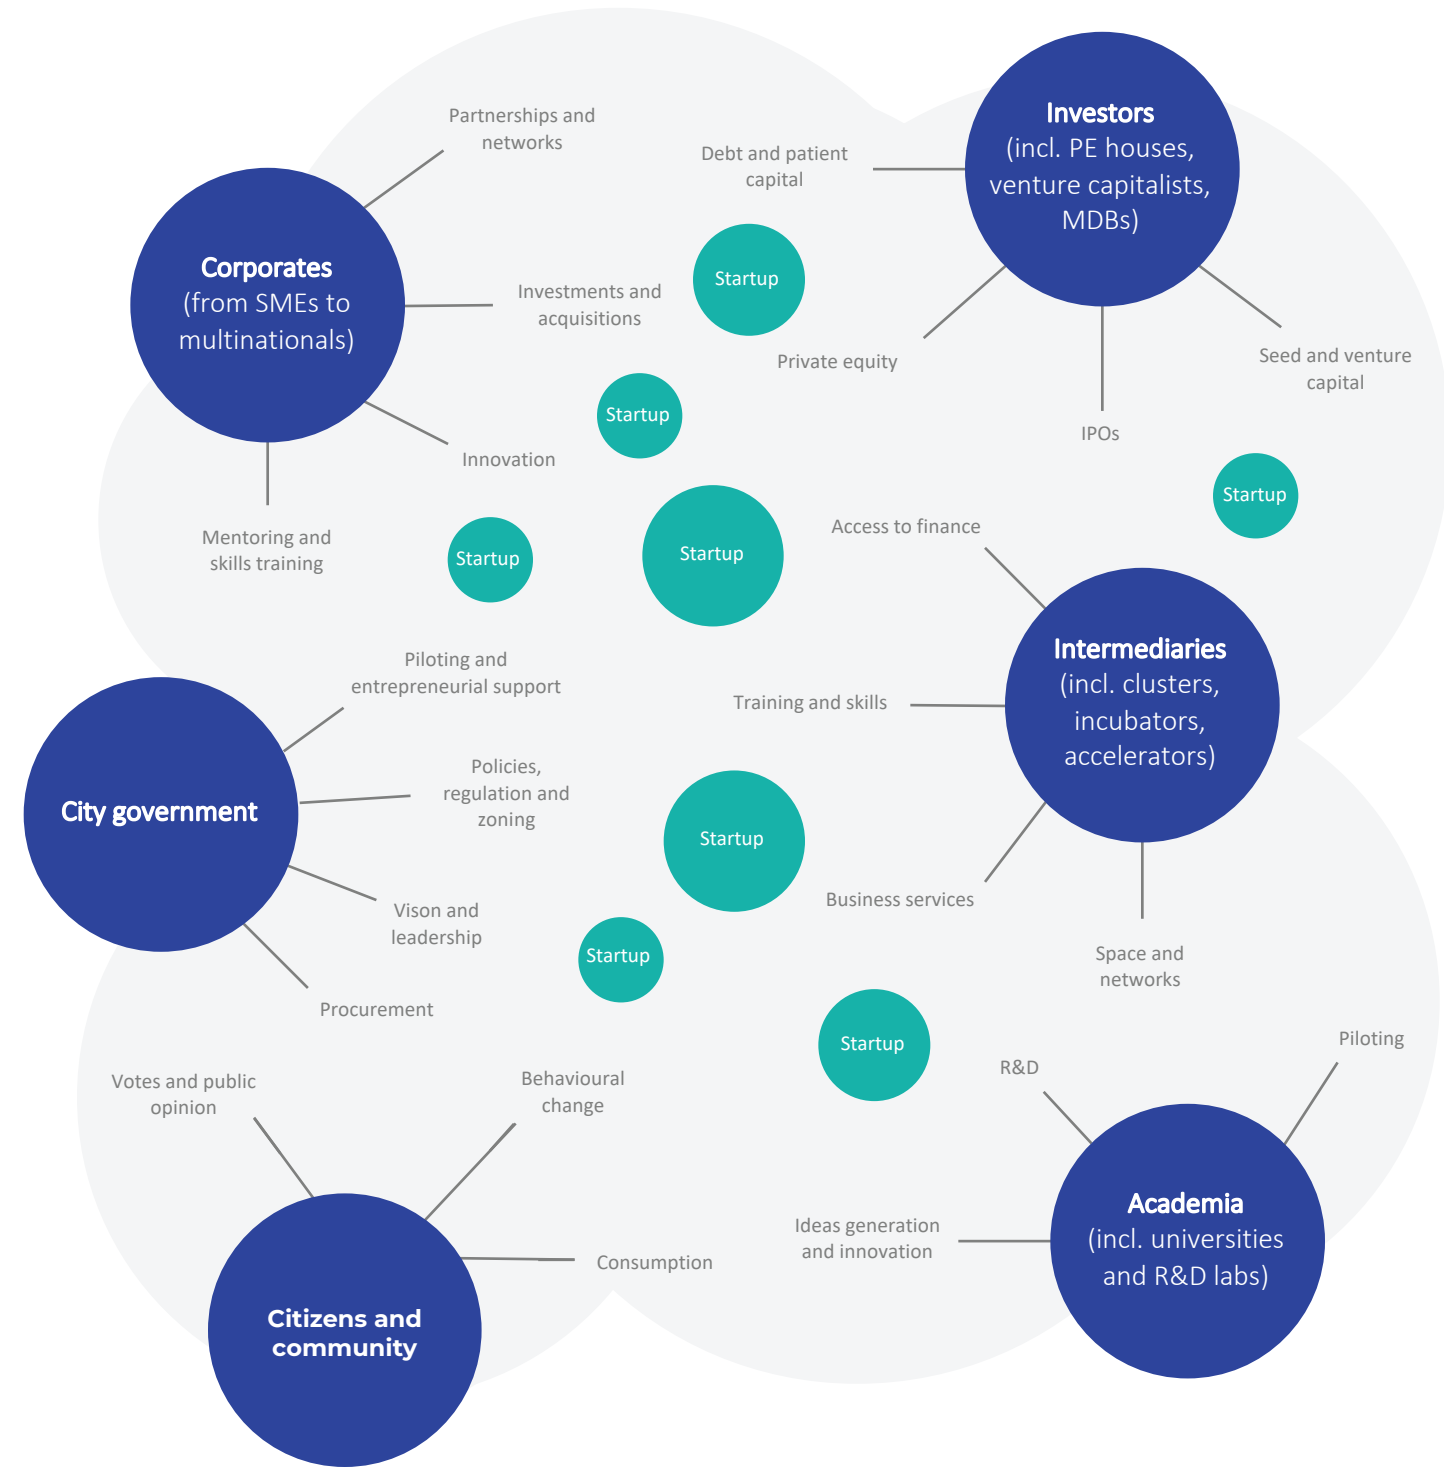 Partnerships and
networks
Investors
(incl. PE houses,
venture capitalists,
MDBs)
Debt and patient
capital
Corporates
(from SMEs to
multinationals)
Startup
Investments and
acquisitions
Private equity
Seed and venture
capital
Startup
IPOs
Innovation
Startup
Mentoring and
skills training
Startup
Startup
Access to finance
Piloting and
entrepreneurial support
Intermediaries
(incl. clusters,
incubators,
accelerators)
Training and skills
City government
Policies,
regulation and
zoning
Startup
Business services
Vison and
leadership
Startup
Space and
networks
Procurement
Startup
Piloting
R&D
Votes and public
opinion
Behavioural
change
Academia
(incl. universities
and R&D labs)
Ideas generation
and innovation
Consumption
Citizens and
community